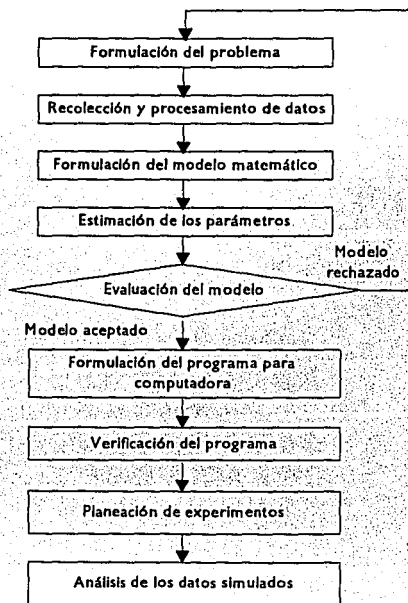 Formulación del problema
Recolección y procesamiento de datos
Formulación del modelo matemático
Estimación de los parámetros
Modelo
rechazado
Evaluación del modelo
Modelo aceptado
Formulación del programa para
computadora
Verificación del programa
Planeación de experimentos
Análisis de los datos simulados